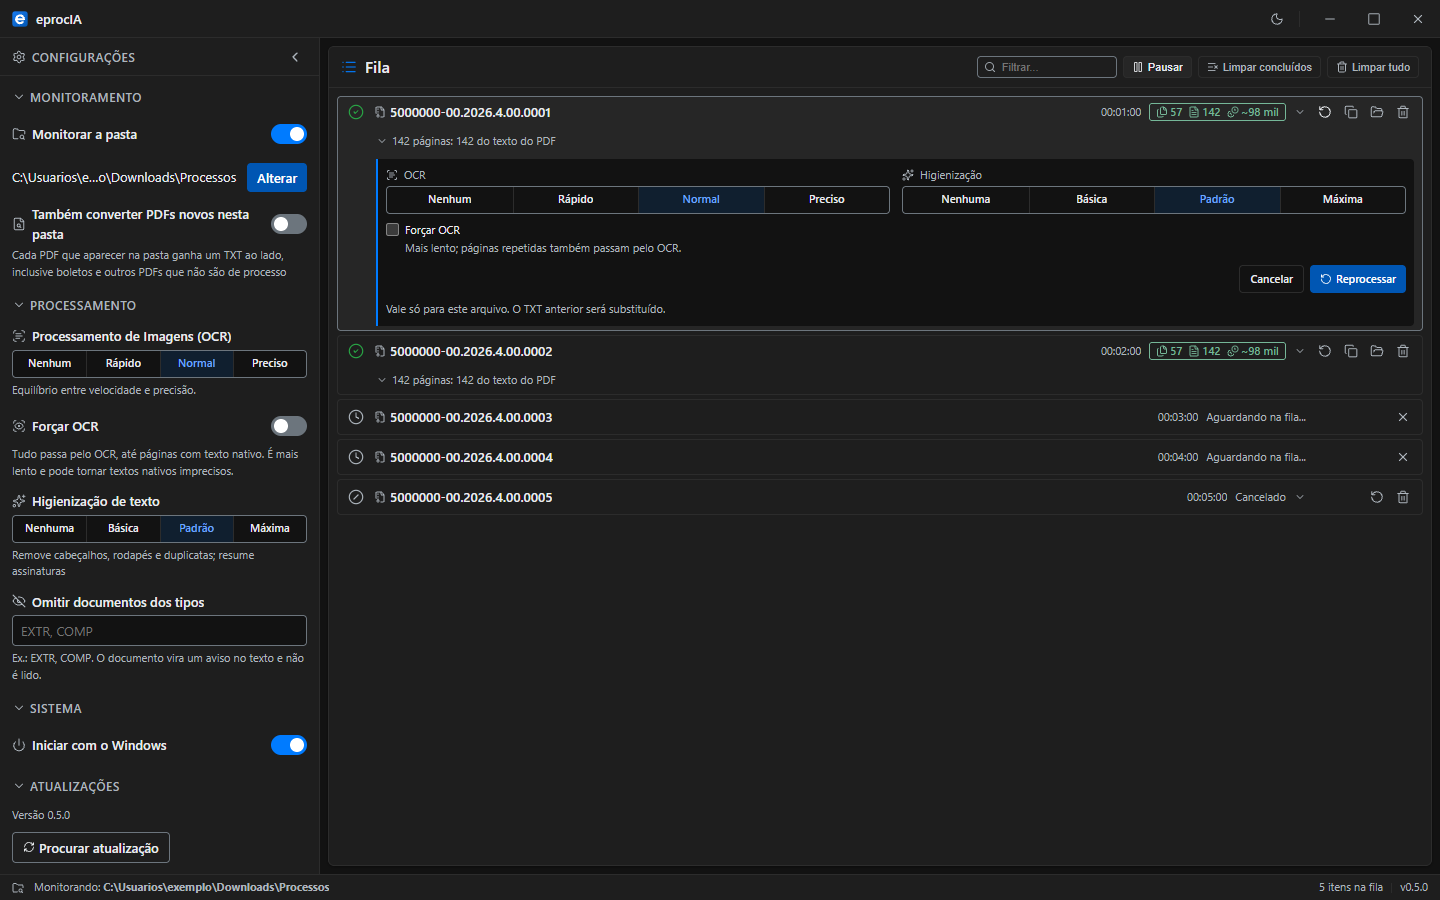 eprocIA
CONFIGURAÇÕES
MONITORAMENTO
Monitorar a pasta
C:\Usuarios\e...o\Downloads\Processos
Alterar
Também converter PDFs novos nesta
pasta
Cada PDF que aparecer na pasta ganha um TXT ao lado,
inclusive boletos e outros PDFs que não são de processo
PROCESSAMENTO
Processamento de Imagens (OCR)
Nenhum Rápido Normal Preciso
Equilíbrio entre velocidade e precisão.
Forçar OCR
Tudo passa pelo OCR, até páginas com texto nativo. É mais
lento e pode tornar textos nativos imprecisos.
Higienização de texto
Nenhuma Básica Padrão Máxima
Remove cabeçalhos, rodapés e duplicatas; resume
assinaturas
Omitir documentos dos tipos
EXTR, COMP
Ex.: EXTR, COMP. O documento vira um aviso no texto e não
é lido.
SISTEMA
Iniciar com o Windows
ATUALIZAÇÕES
Versão 0.5.0
Procurar atualização
Fila
Filtrar...
Pausar
Limpar concluídos
Limpar tudo
5000000-00.2026.4.00.0001 00:01:00 57 142 ~98 mil
142 páginas: 142 do texto do PDF
OCR
Nenhum Rápido Normal Preciso
Forçar OCR
Mais lento; páginas repetidas também passam pelo OCR.
Higienização
Nenhuma Básica Padrão Máxima
Cancelar Reprocessar
Vale só para este arquivo. O TXT anterior será substituído.
5000000-00.2026.4.00.0002 00:02:00 57 142 ~98 mil
142 páginas: 142 do texto do PDF
5000000-00.2026.4.00.0003 00:03:00 Aguardando na fila...
5000000-00.2026.4.00.0004 00:04:00 Aguardando na fila...
5000000-00.2026.4.00.0005 00:05:00 Cancelado
Monitorando: C:\Usuarios\exemplo\Downloads\Processos
5 itens na fila v0.5.0